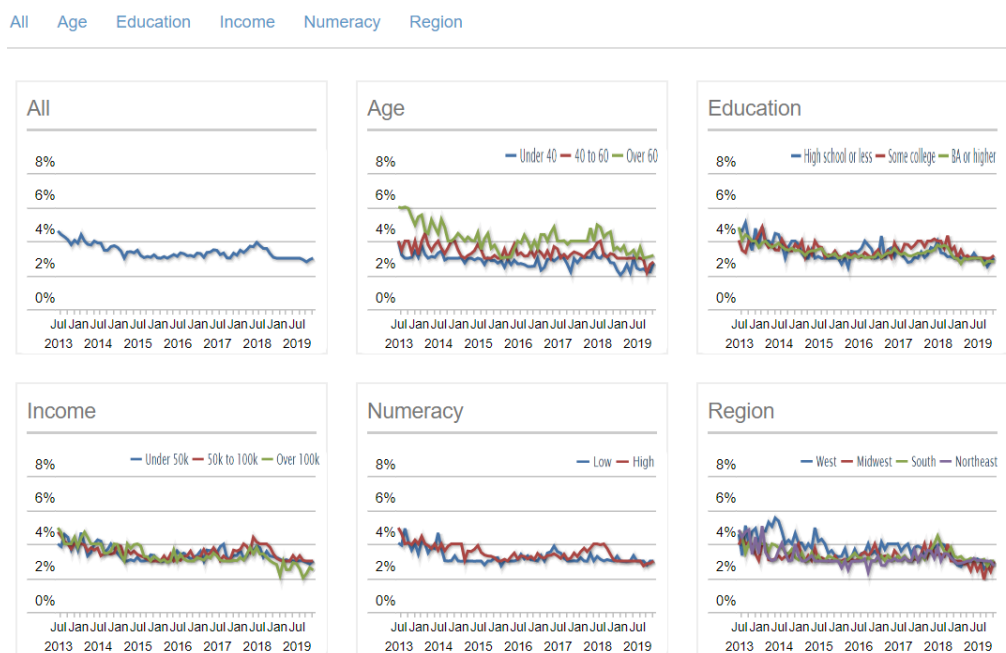 All Age Education Income Numeracy Region
All
8%
6%
4%
2%
0%
Jul Jan Jul Jan Jul Jan Jul Jan Jul Jan Jul Jan Jul
2013 2014 2015 2016 2017 2018 2019
Age
Under 40 40 to 60 Over 60
8%
6%
4%
2%
0%
Jul Jan Jul Jan Jul Jan Jul Jan Jul Jan Jul Jan Jul
2013 2014 2015 2016 2017 2018 2019
Education
High school or less Some college BA or higher
8%
6%
4%
2%
0%
Jul Jan Jul Jan Jul Jan Jul Jan Jul Jan Jul Jan Jul
2013 2014 2015 2016 2017 2018 2019
Income
Under 50k 50k to 100k Over 100k
8%
6%
4%
2%
0%
Jul Jan Jul Jan Jul Jan Jul Jan Jul Jan Jul Jan Jul
2013 2014 2015 2016 2017 2018 2019
Numeracy
Low High
8%
6%
4%
2%
0%
Jul Jan Jul Jan Jul Jan Jul Jan Jul Jan Jul Jan Jul
2013 2014 2015 2016 2017 2018 2019
Region
West Midwest South Northeast
8%
6%
4%
2%
0%
Jul Jan Jul Jan Jul Jan Jul Jan Jul Jan Jul Jan Jul
2013 2014 2015 2016 2017 2018 2019